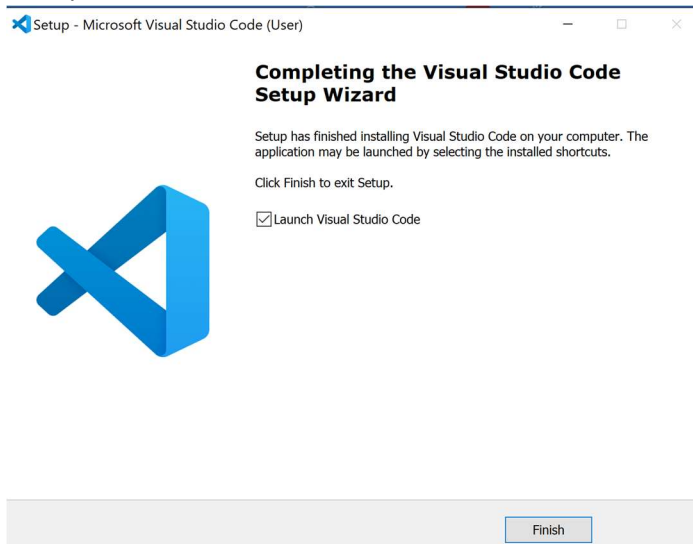 Setup - Microsoft Visual Studio Code (User)
Completing the Visual Studio Code
Setup Wizard
Setup has finished installing Visual Studio Code on your computer. The
application may be launched by selecting the installed shortcuts.
Click Finish to exit Setup.
Launch Visual Studio Code
Finish